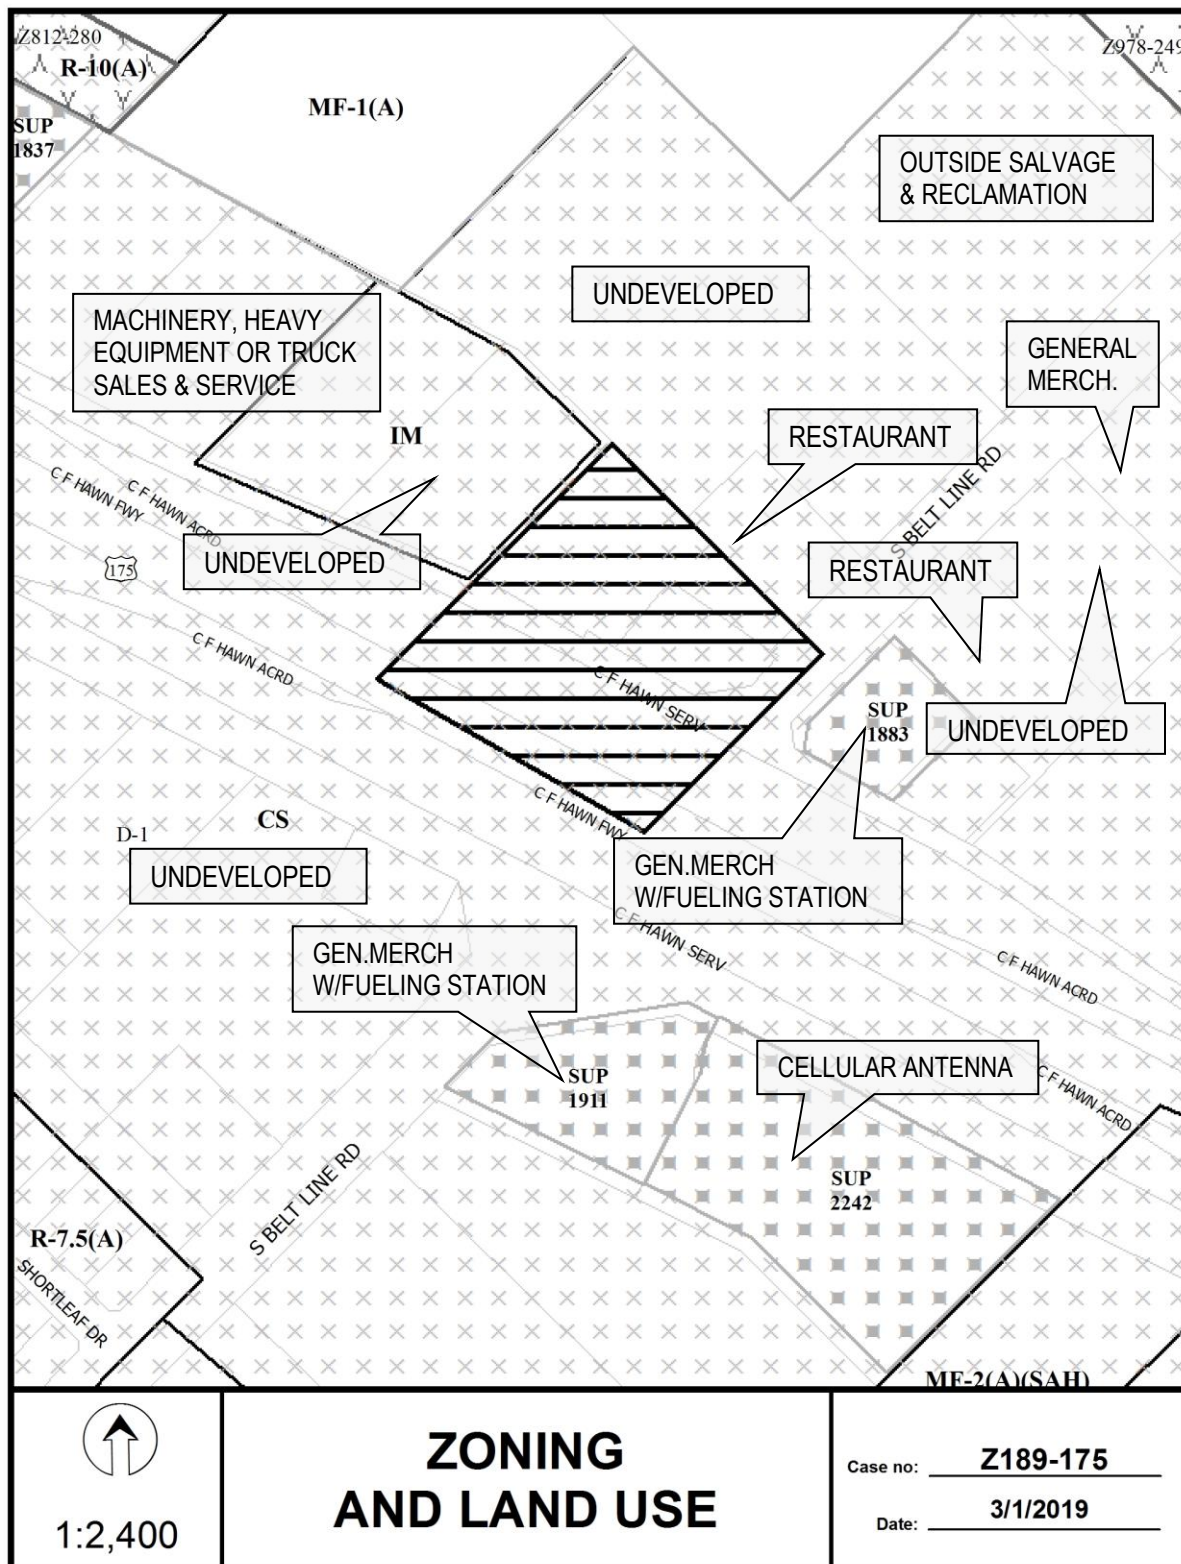 Z812-280
R-10(A)
MF-1(A)
Z978-249
SUP
1837
OUTSIDE SALVAGE
& RECLAMATION
UNDEVELOPED
MACHINERY, HEAVY
EQUIPMENT OR TRUCK
SALES & SERVICE
GENERAL
MERCH.
IM
RESTAURANT
S BELT LINE RD
C F HAWN FWY
C F HAWN ACRD
175
UNDEVELOPED
RESTAURANT
C F HAWN ACRD
C F HAWN SERV
SUP
1883
UNDEVELOPED
C F HAWN FWY
CS
D-1
UNDEVELOPED
GEN.MERCH
W/FUELING STATION
C F HAWN SERV
GEN.MERCH
W/FUELING STATION
C F HAWN ACRD
SUP
1911
CELLULAR ANTENNA
C F HAWN ACRD
SUP
2242
S BELT LINE RD
R-7.5(A)
SHORTLEAF DR
MF-2(A)(SAH)
1:2,400
ZONING
AND LAND USE
Case no: Z189-175
Date: 3/1/2019